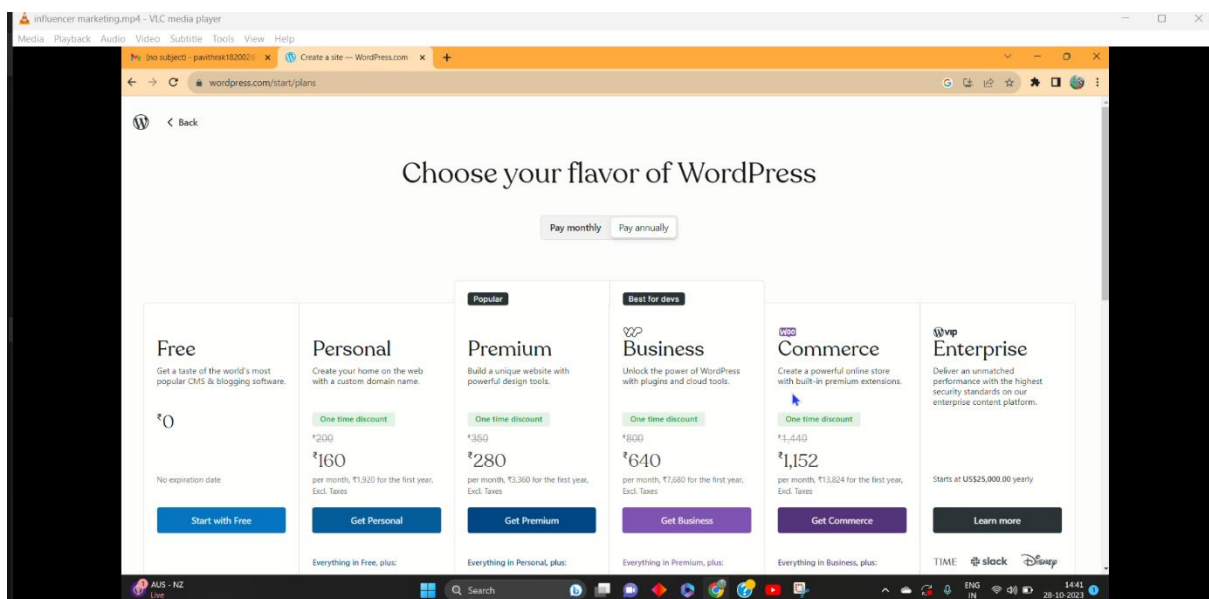 influencer marketing.mp4 - VLC media player
Media Playback Audio Video Subtitle Tools View Help
(no subject) - pavithrak182002@ Create a site — WordPress.com
wordpress.com/start/plans
Back
Choose your flavor of WordPress
Pay monthly Pay annually
Popular
Best for devs
Free
Get a taste of the world's most
popular CMS & blogging software.
₹0
No expiration date
Start with Free
Personal
Create your home on the web
with a custom domain name.
One time discount
₹200
₹160
per month, ₹1,920 for the first year,
Excl. Taxes
Get Personal
Everything in Free, plus:
Premium
Build a unique website with
powerful design tools.
One time discount
₹350
₹280
per month, ₹3,360 for the first year,
Excl. Taxes
Get Premium
Everything in Personal, plus:
Business
Unlock the power of WordPress
with plugins and cloud tools.
One time discount
₹800
₹640
per month, ₹7,680 for the first year,
Excl. Taxes
Get Business
Everything in Premium, plus:
WOO
Commerce
Create a powerful online store
with built-in premium extensions.
One time discount
₹1,440
₹1,152
per month, ₹13,824 for the first year,
Excl. Taxes
Get Commerce
Everything in Business, plus:
vip
Enterprise
Deliver an unmatched
performance with the highest
security standards on our
enterprise content platform.
Starts at US$25,000.00 yearly
Learn more
TIME slack Disney
AUS - NZ
Live
Search
ENG
IN
14:41
28-10-2023